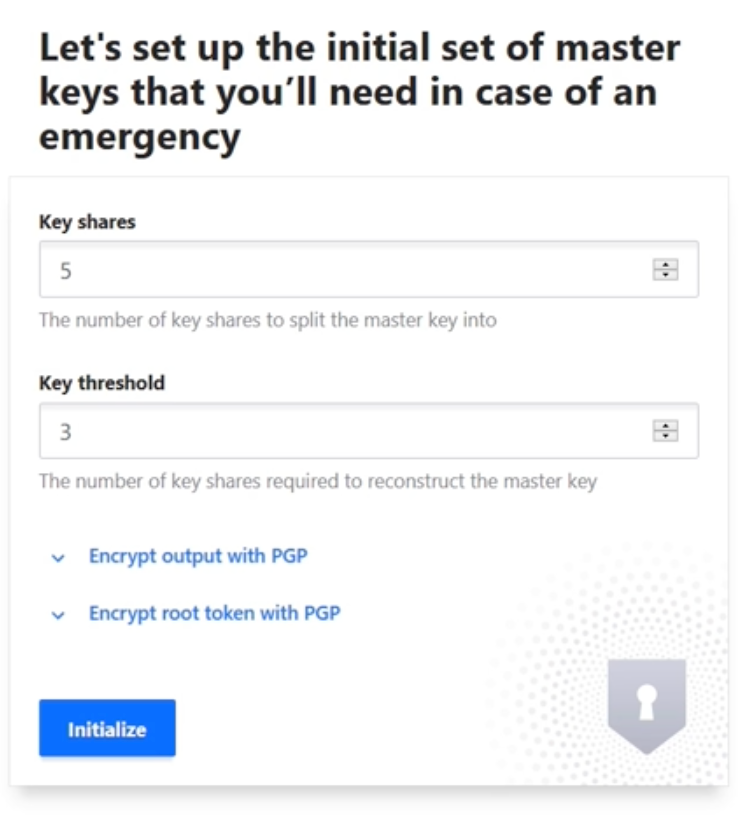 Let's set up the initial set of master
keys that you’ll need in case of an
emergency
Key shares
5
The number of key shares to split the master key into
Key threshold
3
The number of key shares required to reconstruct the master key
Encrypt output with PGP
Encrypt root token with PGP
Initialize